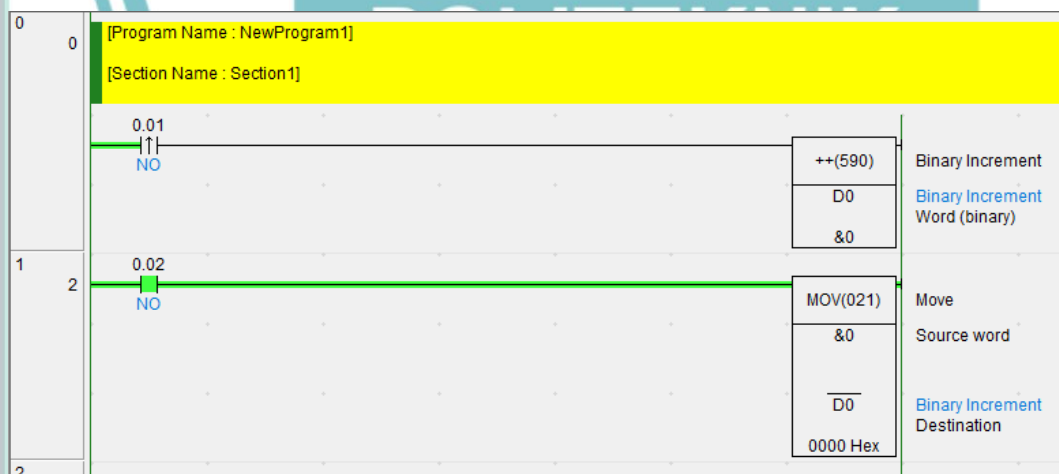 POLITEKNIK
0
0
[Program Name : NewProgram1]
[Section Name : Section1]
0.01
NO
++(590)
Binary Increment
D0
Binary Increment
Word (binary)
&0
1
2
0.02
NO
MOV(021)
Move
&0
Source word
D0
Binary Increment
Destination
0000 Hex
2